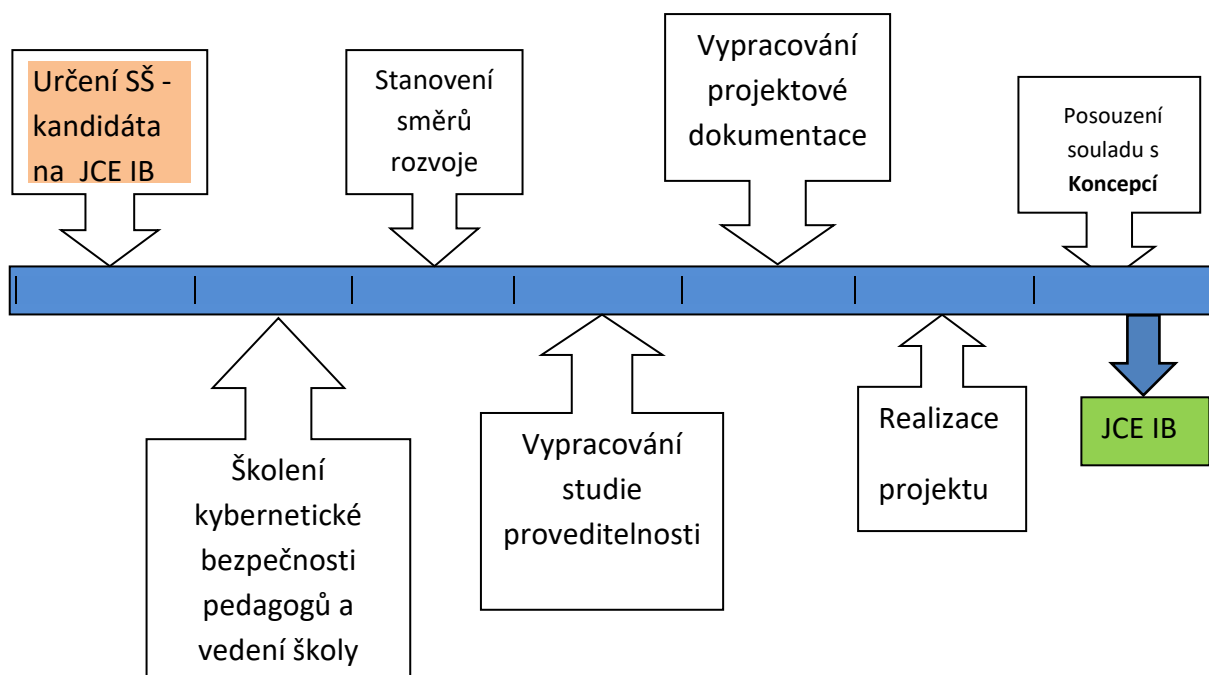 Určení SŠ -
kandidáta
na JCE IB
Stanovení
směrů
rozvoje
Vypracování
projektové
dokumentace
Posouzení
souladu s
Koncepcí
Školení
kybernetické
bezpečnosti
pedagogů a
vedení školy
Vypracování
studie
proveditelnosti
Realizace
projektu
JCE IB